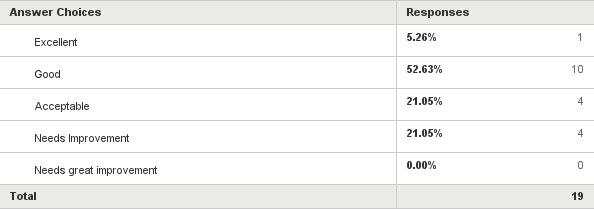 Answer Choices Responses
Excellent 5.26% 1
Good 52.63% 10
Acceptable 21.05% 4
Needs Improvement 21.05% 4
Needs great improvement 0.00% 0
Total 19